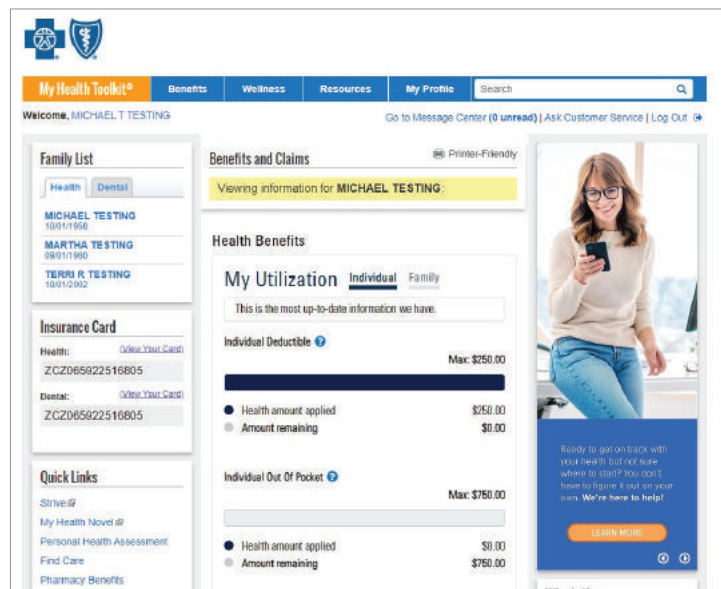 My Health Toolkit®
Benefits
Wellness
Resources
My Profile
Search
Welcome, MICHAEL T TESTING
Go to Message Center (0 unread) | Ask Customer Service | Log Out
Family List
Health
Dental
MICHAEL TESTING
10/01/1958
MARTHA TESTING
09/01/1960
TERRI R TESTING
10/01/2002
Insurance Card
Health: (View Your Card)
ZCZ065922516805
Dental: (View Your Card)
ZCZ065922516805
Quick Links
Strive
My Health Novel
Personal Health Assessment
Find Care
Pharmacy Benefits
Benefits and Claims
Printer-Friendly
Viewing information for MICHAEL TESTING:
Health Benefits
My Utilization Individual Family
This is the most up-to-date information we have.
Individual Deductible
Max: $250.00
Health amount applied $250.00
Amount remaining $0.00
Individual Out Of Pocket
Max: $750.00
Health amount applied $0.00
Amount remaining $750.00
Ready to get on track with
your health but not sure
where to start? You don't
have to figure it out on your
own. We're here to help!
LEARN MORE